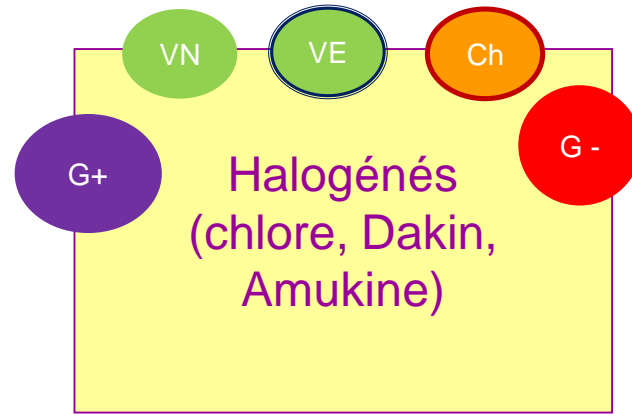 VN
VE
Ch
G+
G -
Halogénés
(chlore, Dakin,
Amukine)